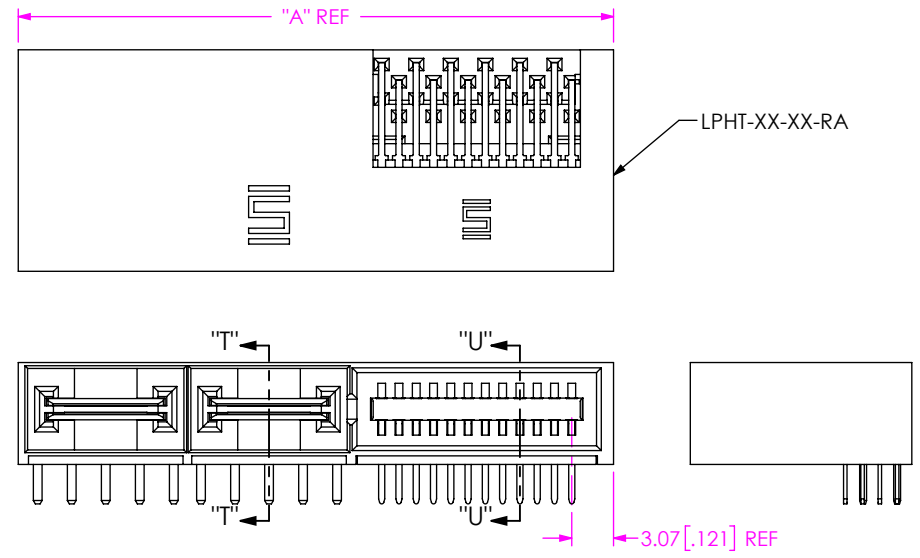 "A" REF
LPHT-XX-XX-RA
"T"
"U"
"T"
"U"
3.07[.121] REF